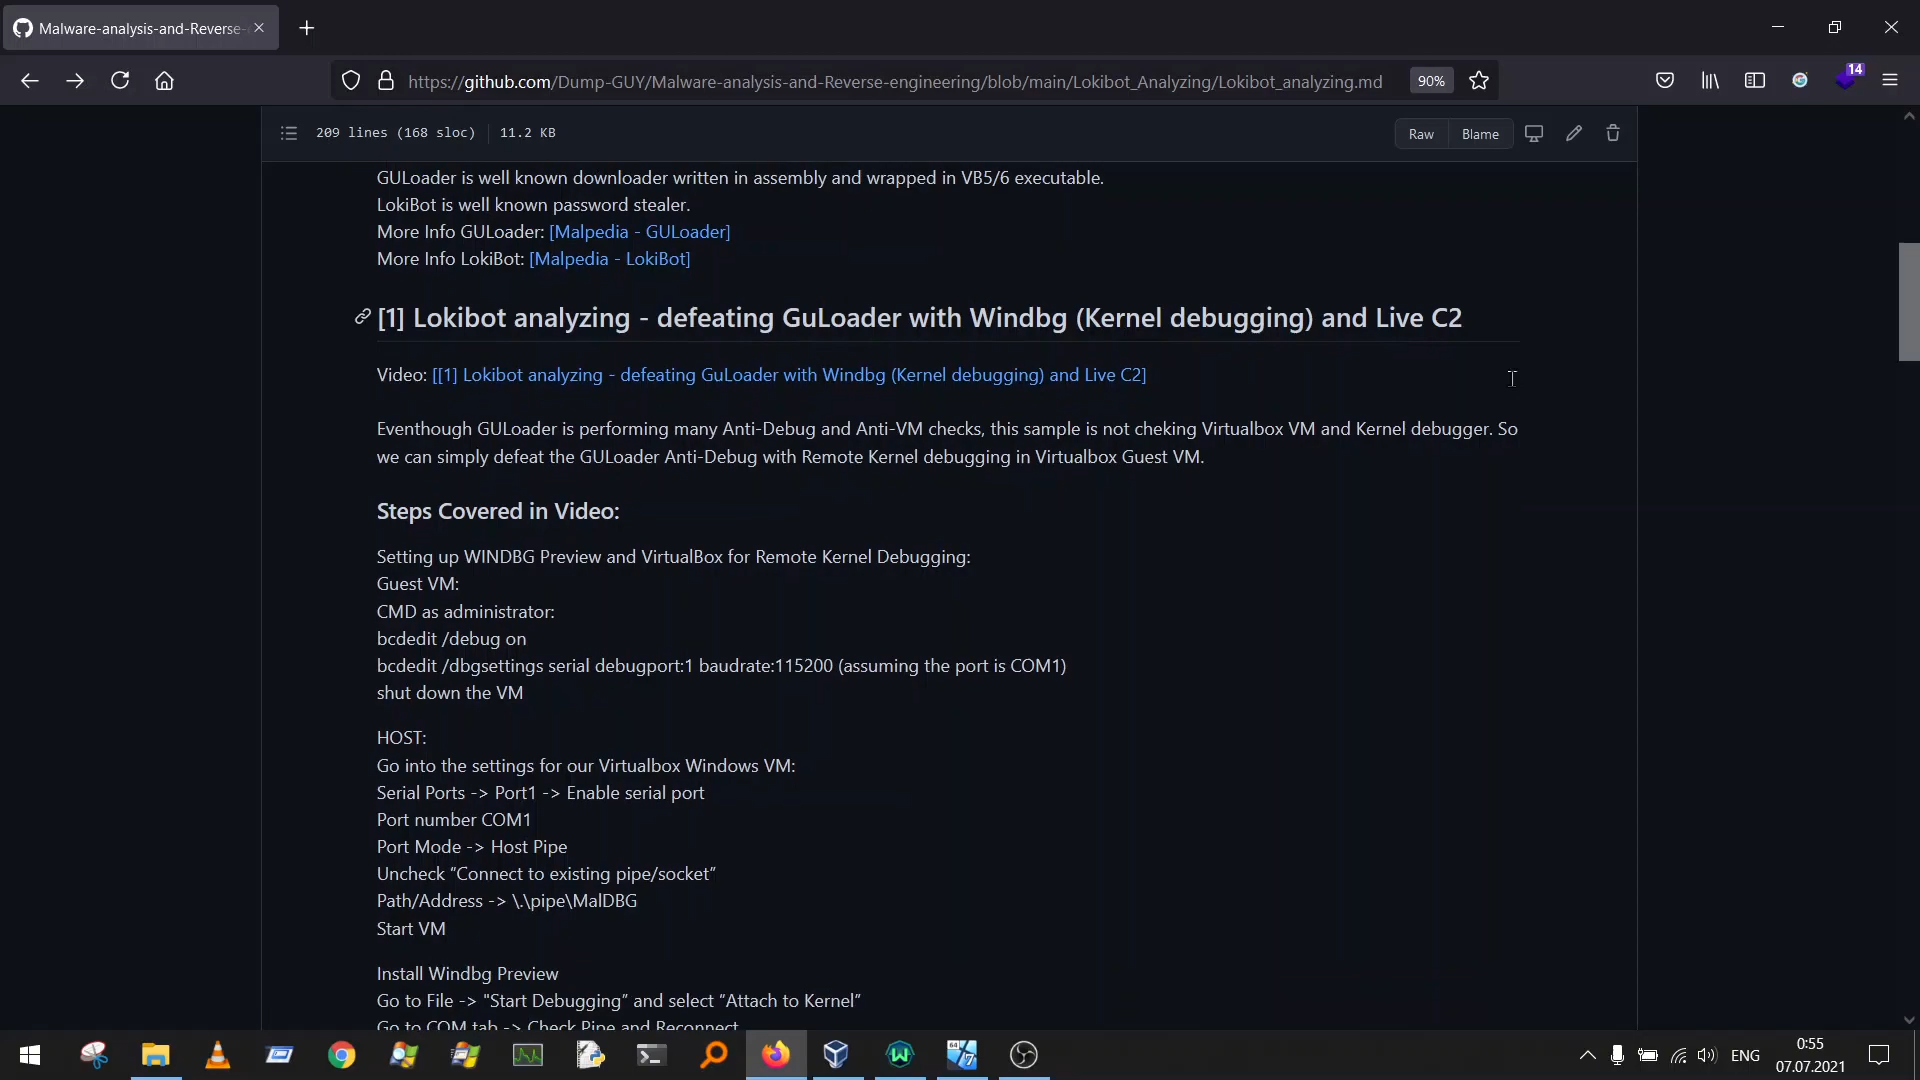 Malware-analysis-and-Reverse-
https://github.com/Dump-GUY/Malware-analysis-and-Reverse-engineering/blob/main/Lokibot_Analyzing/Lokibot_analyzing.md
90%
14
209 lines (168 sloc) 11.2 KB
Raw Blame
GULoader is well known downloader written in assembly and wrapped in VB5/6 executable.
LokiBot is well known password stealer.
More Info GULoader: [Malpedia - GULoader]
More Info LokiBot: [Malpedia - LokiBot]
[1] Lokibot analyzing - defeating GuLoader with Windbg (Kernel debugging) and Live C2
Video: [[1] Lokibot analyzing - defeating GuLoader with Windbg (Kernel debugging) and Live C2]
Eventhough GULoader is performing many Anti-Debug and Anti-VM checks, this sample is not cheking Virtualbox VM and Kernel debugger. So
we can simply defeat the GULoader Anti-Debug with Remote Kernel debugging in Virtualbox Guest VM.
Steps Covered in Video:
Setting up WINDBG Preview and VirtualBox for Remote Kernel Debugging:
Guest VM:
CMD as administrator:
bcdedit /debug on
bcdedit /dbgsettings serial debugport:1 baudrate:115200 (assuming the port is COM1)
shut down the VM
HOST:
Go into the settings for our Virtualbox Windows VM:
Serial Ports -> Port1 -> Enable serial port
Port number COM1
Port Mode -> Host Pipe
Uncheck “Connect to existing pipe/socket”
Path/Address -> \.\pipe\MalDBG
Start VM
Install Windbg Preview
Go to File -> "Start Debugging” and select “Attach to Kernel”
Go to COM tab -> Check Pipe and Reconnect
ENG
0:55
07.07.2021